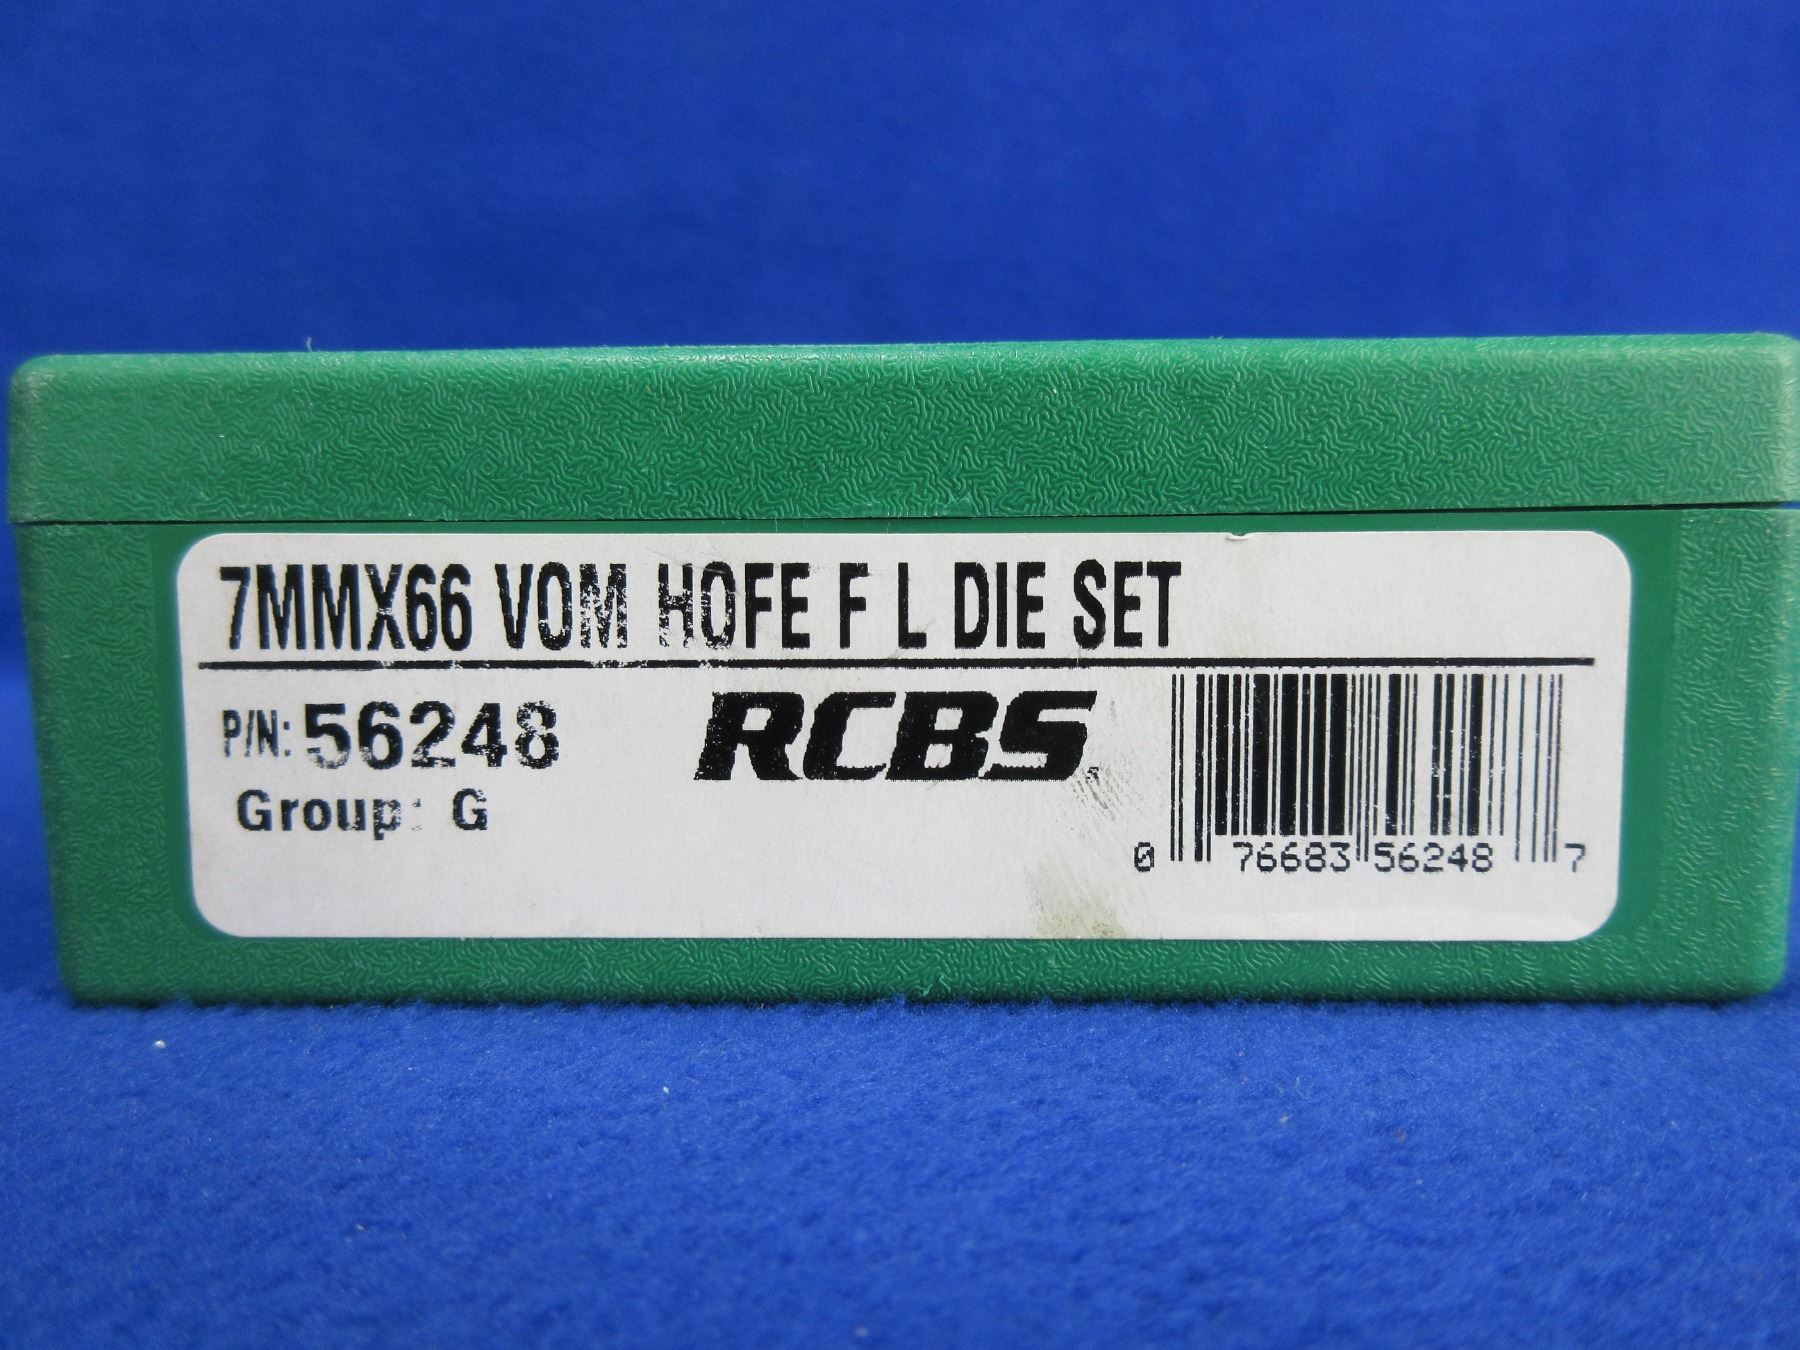 7MMX66 VOM HOFE F L DIE SET
P/N: 56248
RCBS
Group: G
0 76683 56248 7